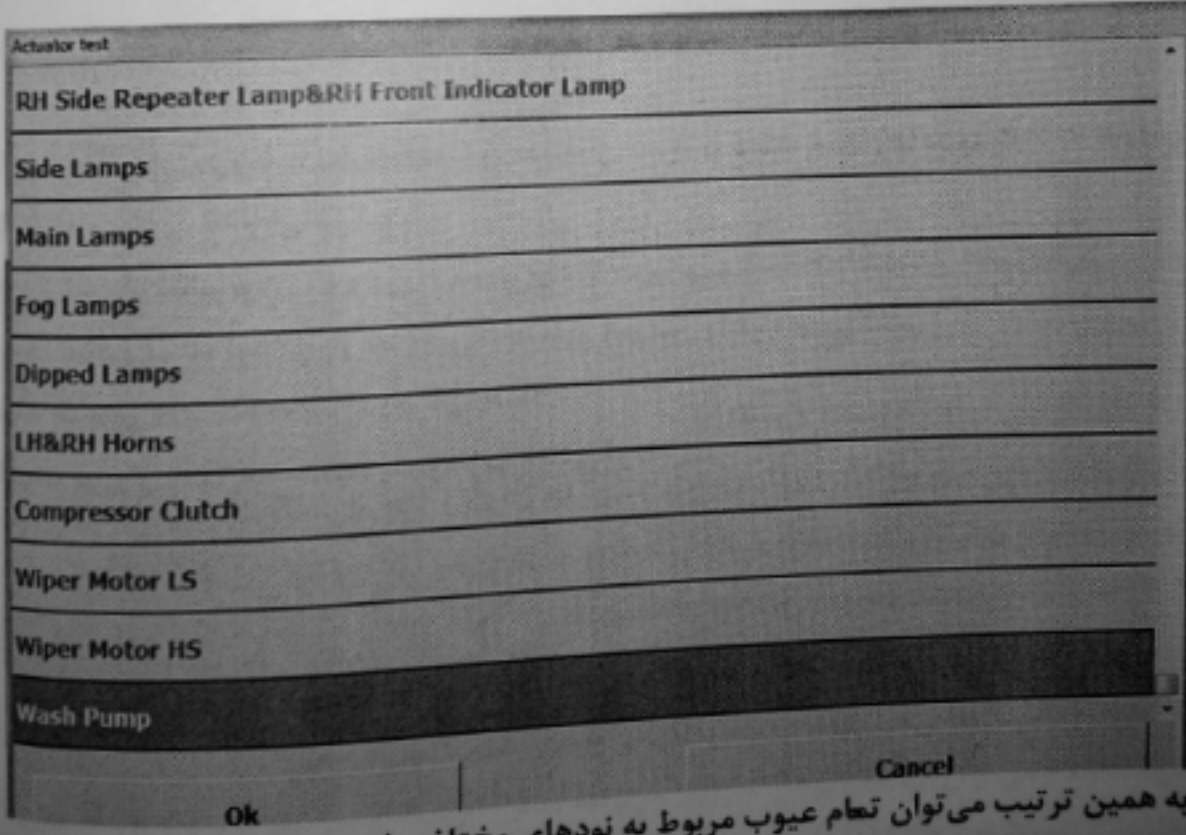 Actuator test
RH Side Repeater Lamp&RH Front Indicator Lamp
Side Lamps
Main Lamps
Fog Lamps
Dipped Lamps
LH&RH Horns
Compressor Clutch
Wiper Motor LS
Wiper Motor HS
Wash Pump
Ok
Cancel
به همین ترتیب می‌توان تمام عیوب مربوط به نودهای